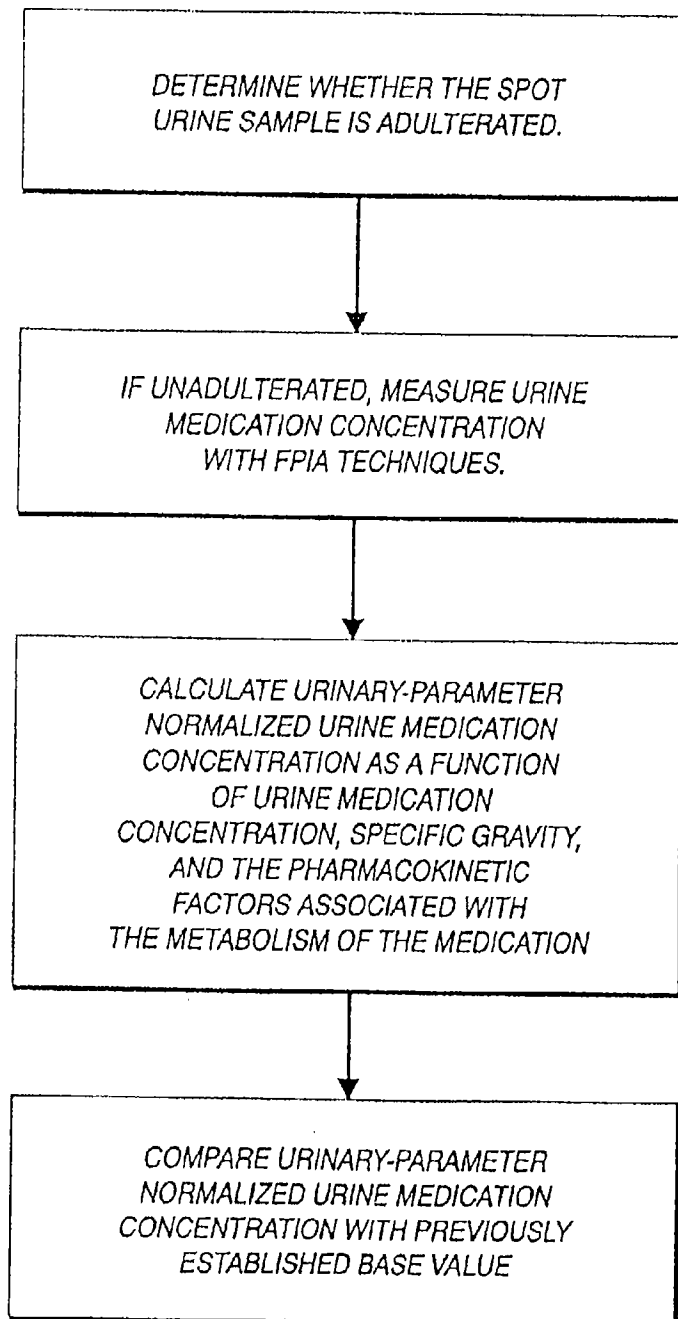 DETERMINE WHETHER THE SPOT
URINE SAMPLE IS ADULTERATED.
IF UNADULTERATED, MEASURE URINE
MEDICATION CONCENTRATION
WITH FPIA TECHNIQUES.
CALCULATE URINARY-PARAMETER
NORMALIZED URINE MEDICATION
CONCENTRATION AS A FUNCTION
OF URINE MEDICATION
CONCENTRATION, SPECIFIC GRAVITY,
AND THE PHARMACOKINETIC
FACTORS ASSOCIATED WITH
THE METABOLISM OF THE MEDICATION
COMPARE URINARY-PARAMETER
NORMALIZED URINE MEDICATION
CONCENTRATION WITH PREVIOUSLY
ESTABLISHED BASE VALUE